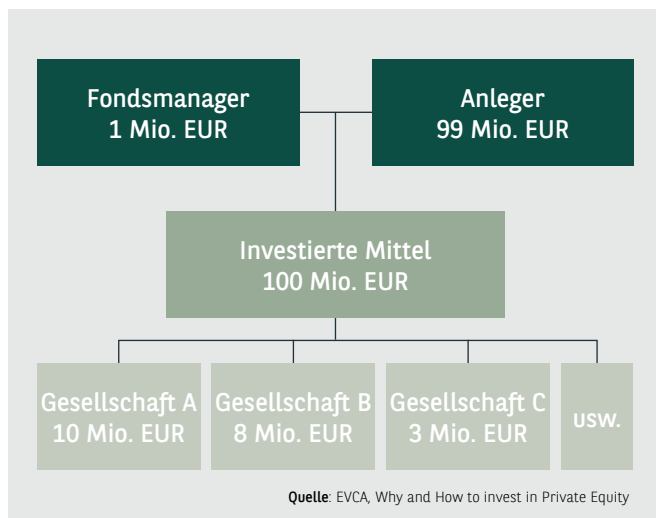 Fondsmanager
1 Mio. EUR
Anleger
99 Mio. EUR
Investierte Mittel
100 Mio. EUR
Gesellschaft A
10 Mio. EUR
Gesellschaft B
8 Mio. EUR
Gesellschaft C
3 Mio. EUR
usw.
Quelle: EVCA, Why and How to invest in Private Equity